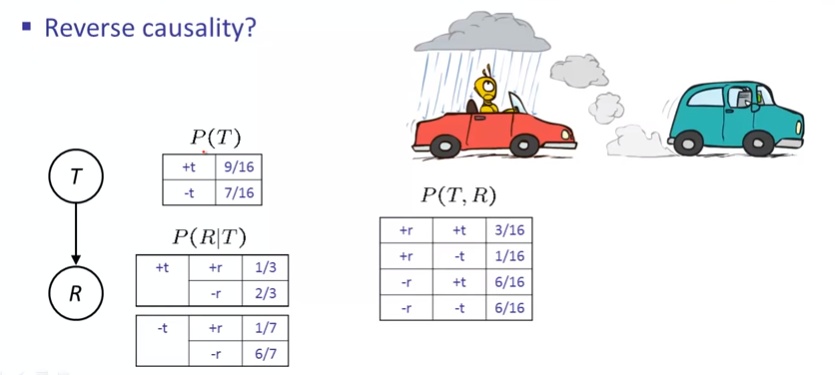 ▪ Reverse causality?
P(T)
+t 9/16
-t 7/16
T
P(R|T)
+t +r 1/3
-r 2/3
R
-t +r 1/7
-r 6/7
P(T, R)
+r +t 3/16
+r -t 1/16
-r +t 6/16
-r -t 6/16